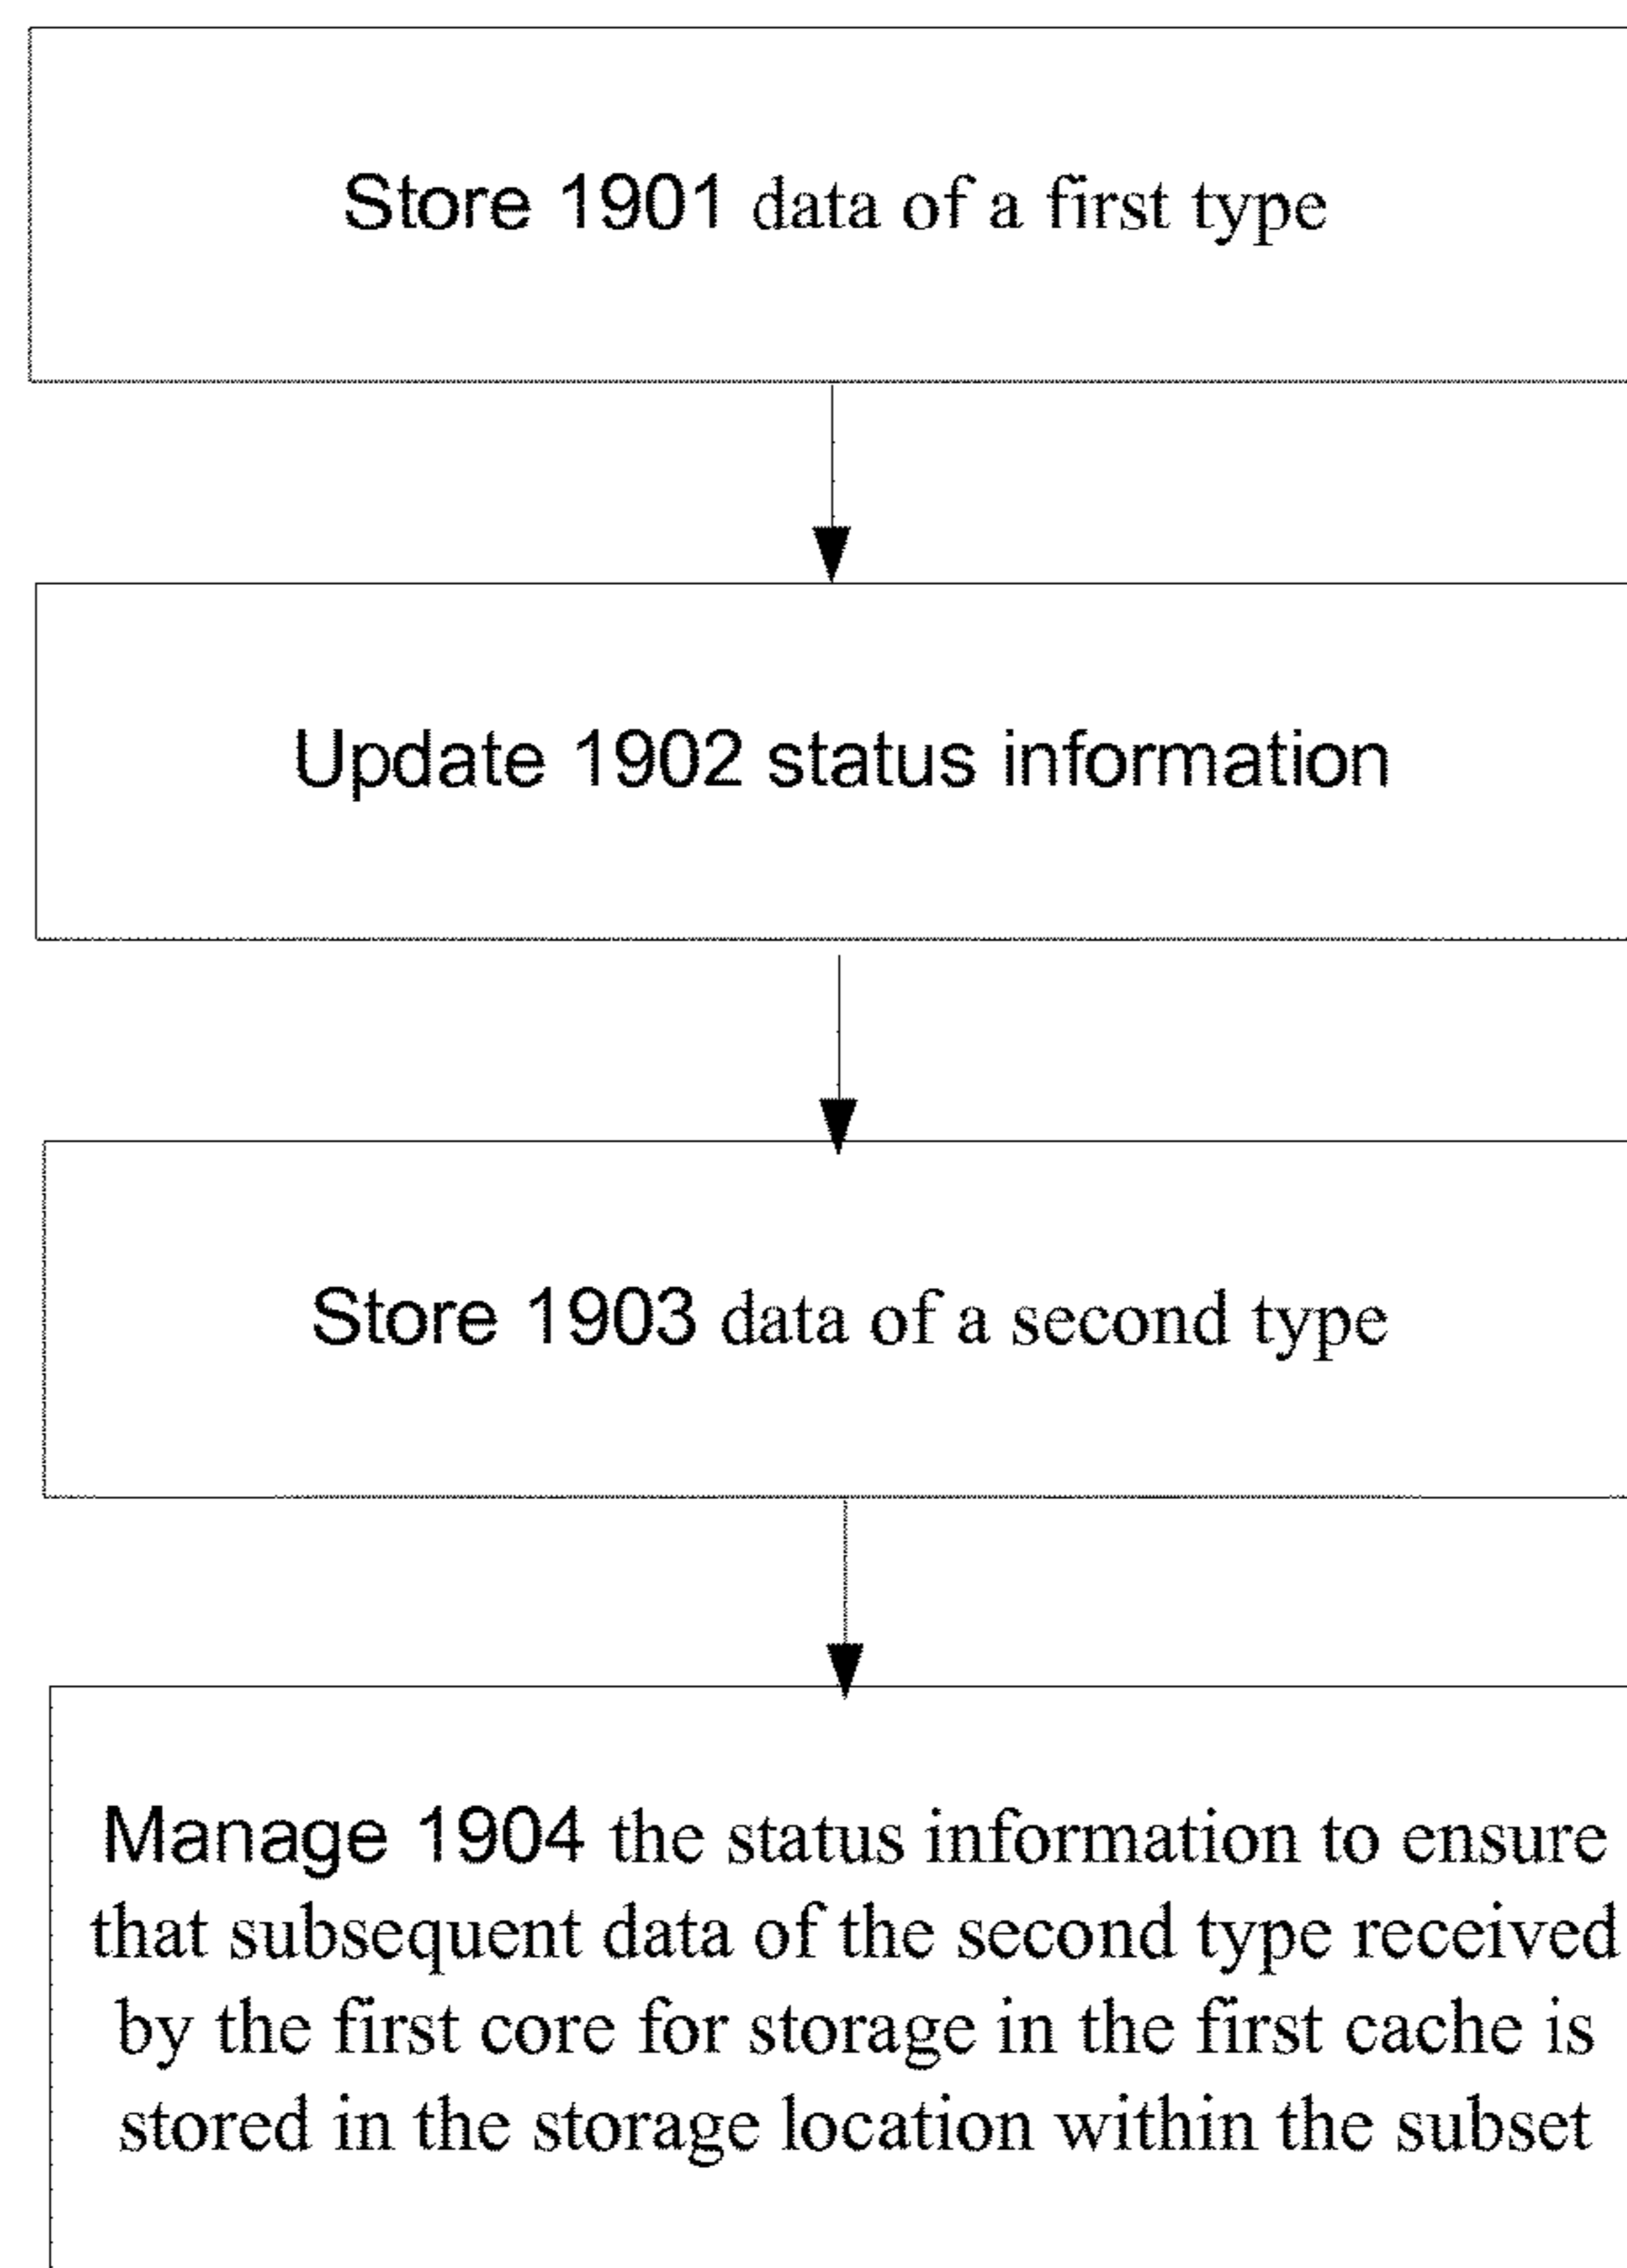 Store 1901 data of a first type
Update 1902 status information
Store 1903 data of a second type
Manage 1904 the status information to ensure
that subsequent data of the second type received
by the first core for storage in the first cache is
stored in the storage location within the subset